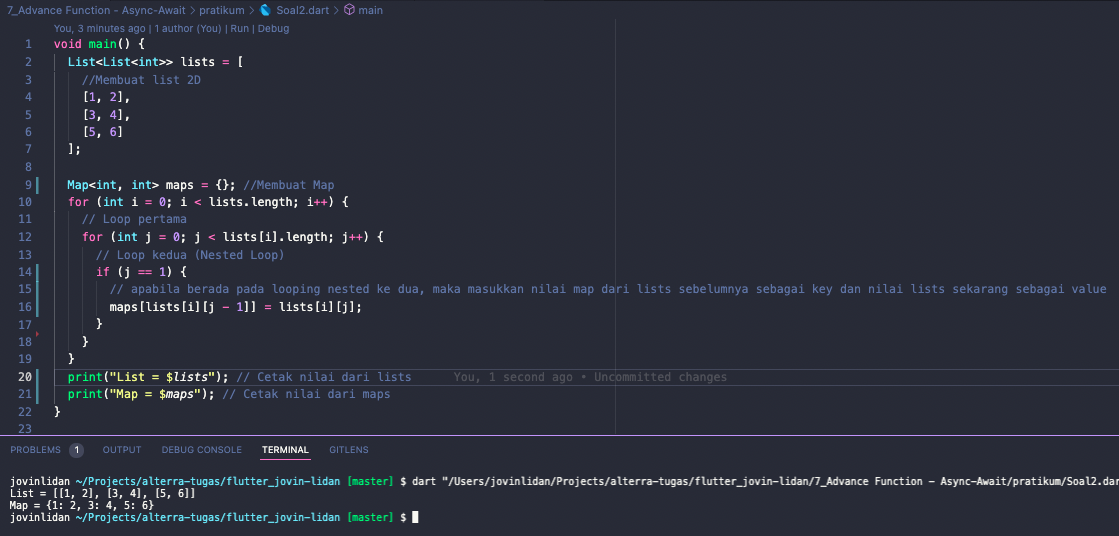 7_Advance Function - Async-Await > pratikum > Soal2.dart > main
You, 3 minutes ago | 1 author (You) | Run | Debug
1 void main() {
2 List<List<int>> lists = [
3 //Membuat list 2D
4 [1, 2],
5 [3, 4],
6 [5, 6]
7 ];
8
9 Map<int, int> maps = {}; //Membuat Map
10 for (int i = 0; i < lists.length; i++) {
11 // Loop pertama
12 for (int j = 0; j < lists[i].length; j++) {
13 // Loop kedua (Nested Loop)
14 if (j == 1) {
15 // apabila berada pada looping nested ke dua, maka masukkan nilai map dari lists sebelumnya sebagai key dan nilai lists sekarang sebagai value
16 maps[lists[i][j - 1]] = lists[i][j];
17 }
18 }
19 }
20 print("List = $lists"); // Cetak nilai dari lists You, 1 second ago • Uncommitted changes
21 print("Map = $maps"); // Cetak nilai dari maps
22 }
23
PROBLEMS 1 OUTPUT DEBUG CONSOLE TERMINAL GITLENS
jovinlidan ~/Projects/alterra-tugas/flutter_jovin-lidan [master] $ dart "/Users/jovinlidan/Projects/alterra-tugas/flutter_jovin-lidan/7_Advance Function - Async-Await/pratikum/Soal2.dar
List = [[1, 2], [3, 4], [5, 6]]
Map = {1: 2, 3: 4, 5: 6}
jovinlidan ~/Projects/alterra-tugas/flutter_jovin-lidan [master] $